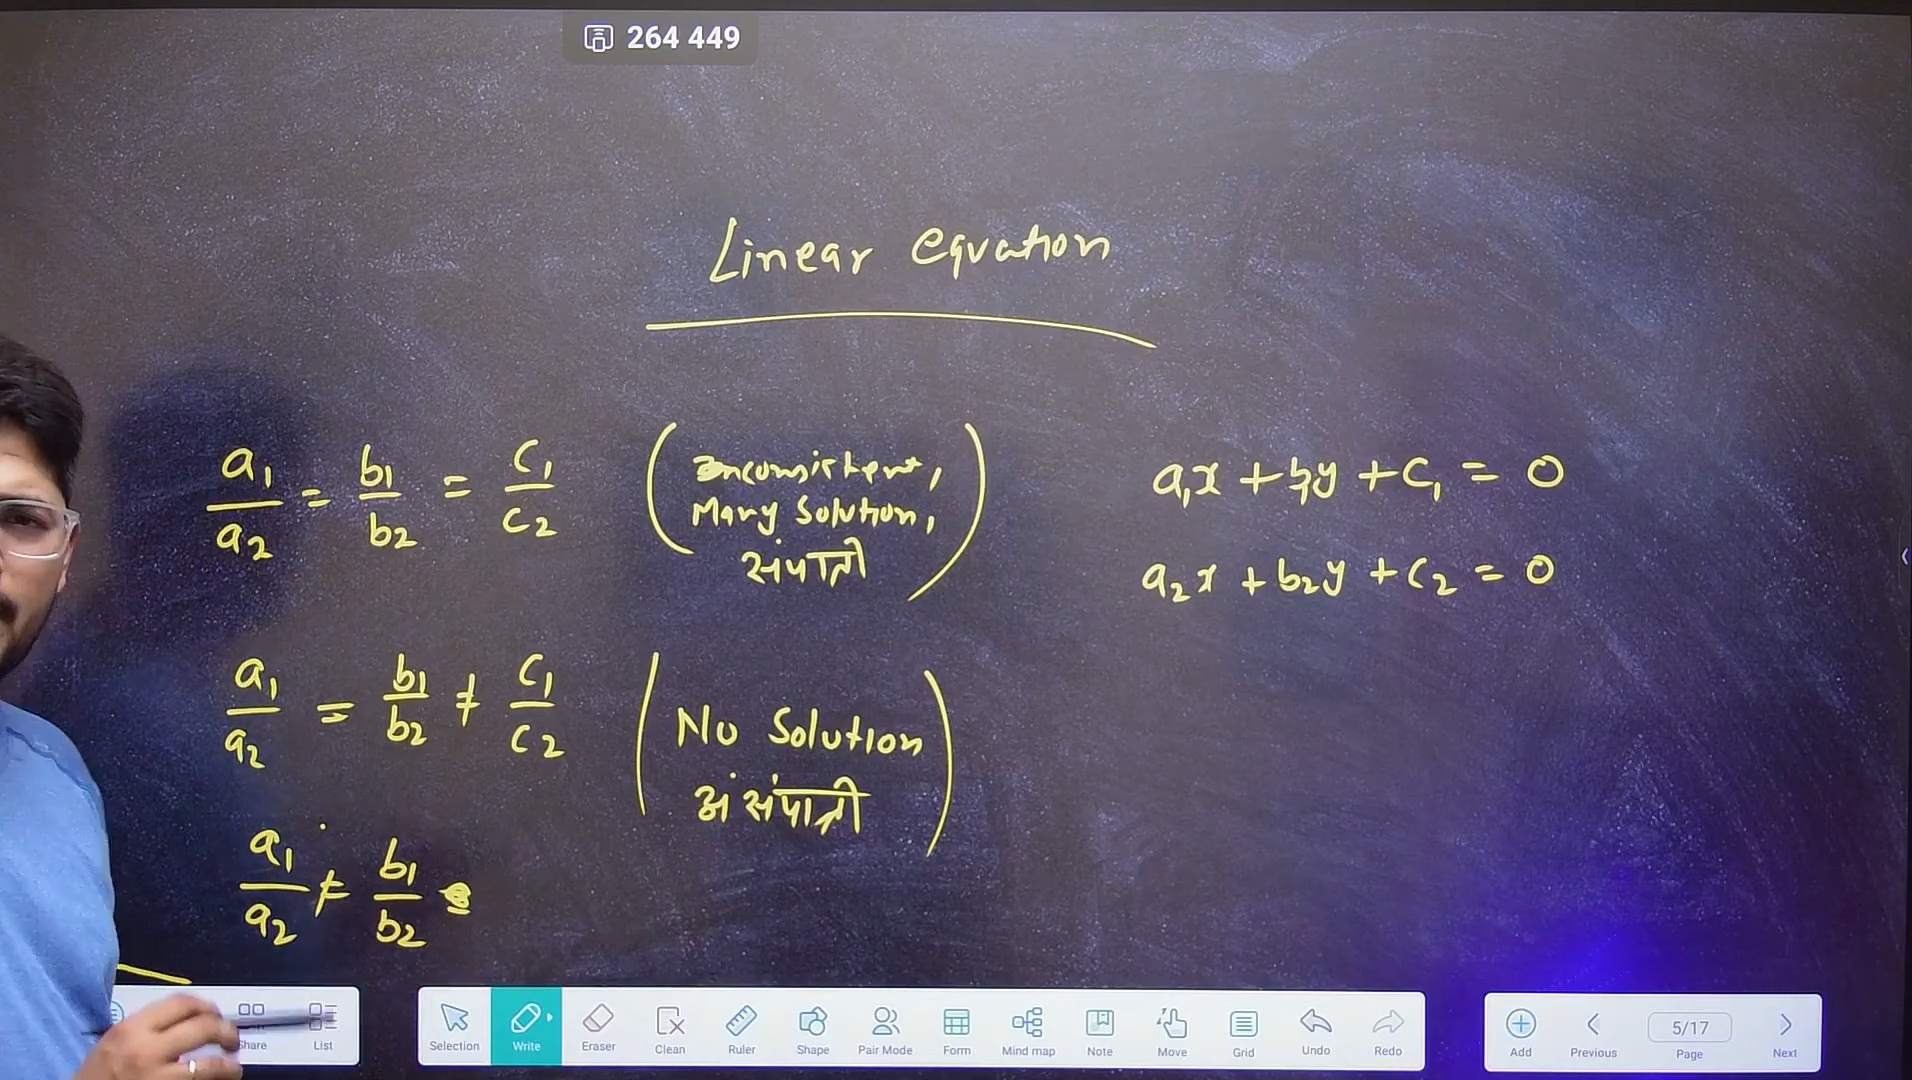 264 449
Linear equation
a₁/a₂ = b₁/b₂ = c₁/c₂
(Inconsistent,
Many Solution,
संपाती)
a₁x + b₁y + c₁ = 0
a₂x + b₂y + c₂ = 0
a₁/a₂ = b₁/b₂ ≠ c₁/c₂
(No Solution
अंसंपाती)
a₁/a₂ ≠ b₁/b₂
Share
List
Selection
Write
Eraser
Clean
Ruler
Shape
Pair Mode
Form
Mind map
Note
Move
Grid
Undo
Redo
Add
Previous
5/17
Page
Next